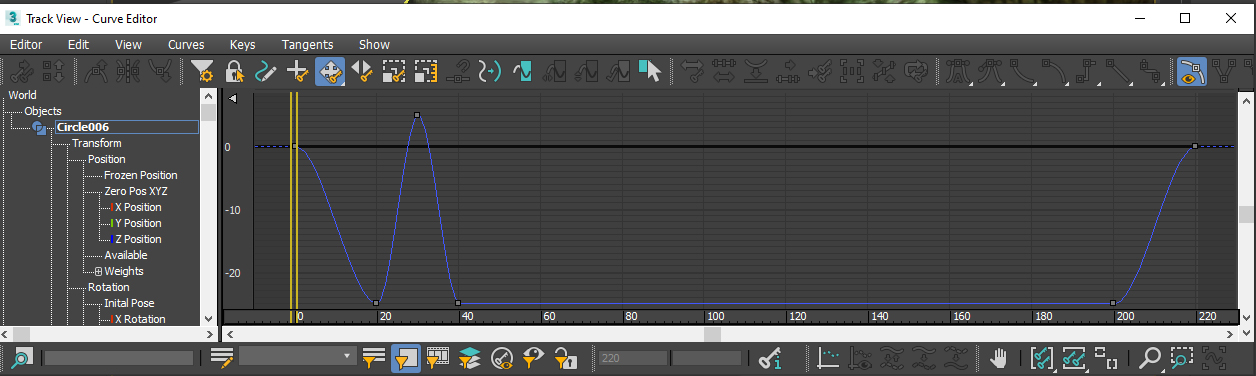 3 Track View - Curve Editor
Editor Edit View Curves Keys Tangents Show
World
Objects
Circle006
Transform
Position
Frozen Position
Zero Pos XYZ
X Position
Y Position
Z Position
Available
Weights
Rotation
Inital Pose
X Rotation
0
-10
-20
0 20 40 60 80 100 120 140 160 180 200 220
220